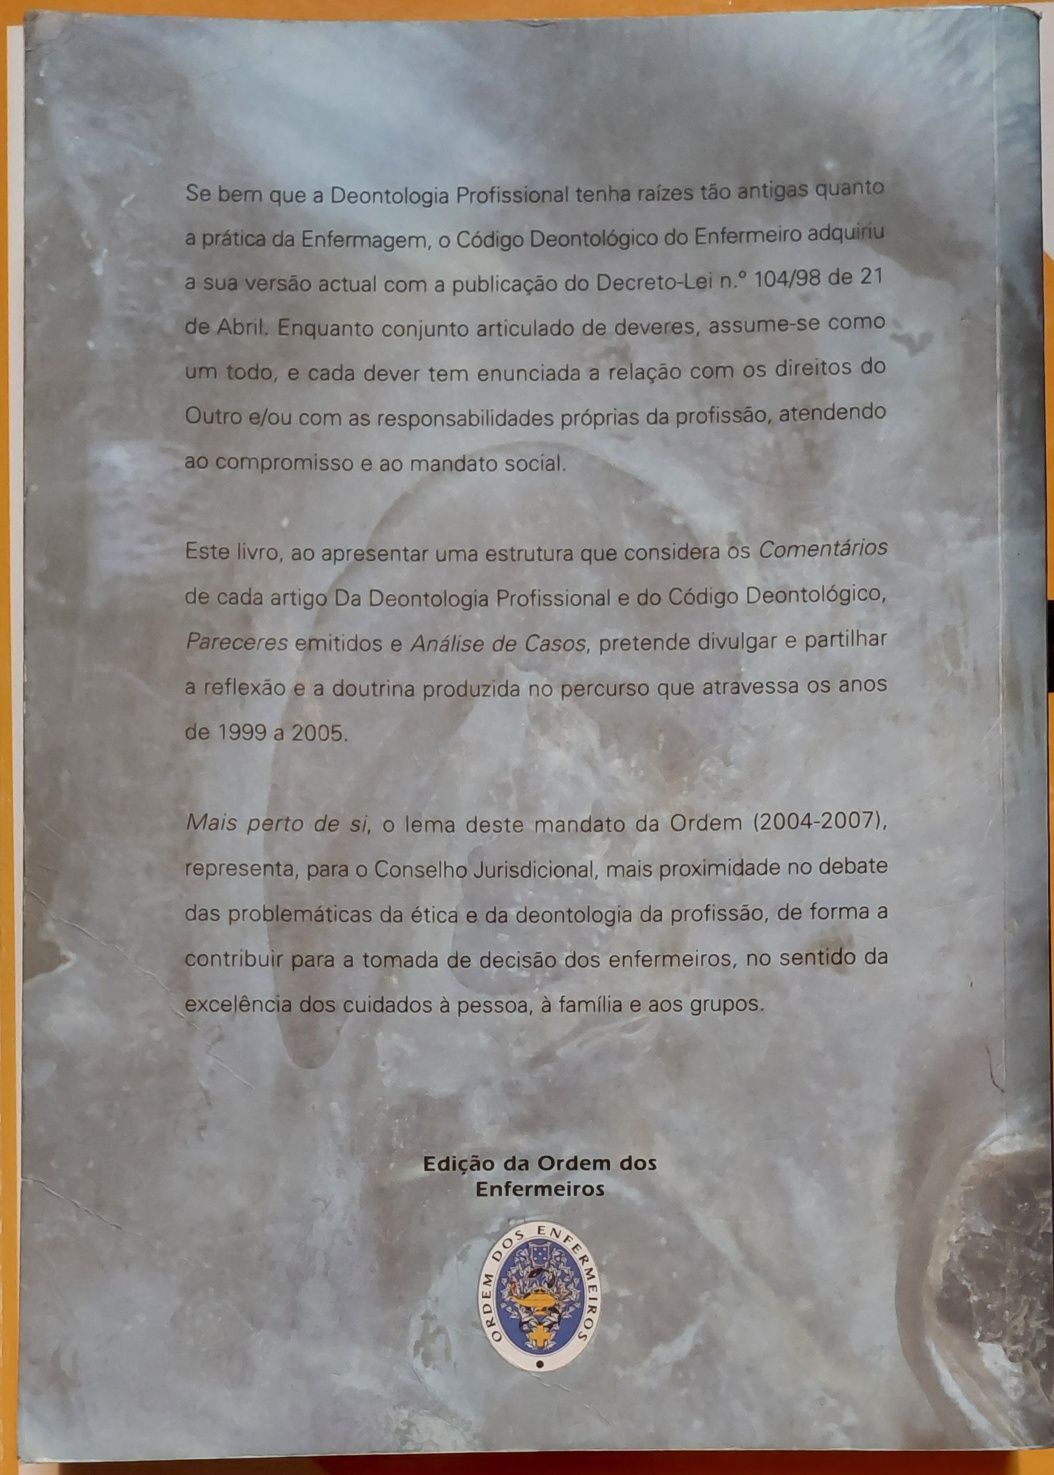 Se bem que a Deontologia Profissional tenha raízes tão antigas quanto
a prática da Enfermagem, o Código Deontológico do Enfermeiro adquiriu
a sua versão actual com a publicação do Decreto-Lei n.º 104/98 de 21
de Abril. Enquanto conjunto articulado de deveres, assume-se como
um todo, e cada dever tem enunciada a relação com os direitos do
Outro e/ou com as responsabilidades próprias da profissão, atendendo
ao compromisso e ao mandato social.
Este livro, ao apresentar uma estrutura que considera os Comentários
de cada artigo Da Deontologia Profissional e do Código Deontológico,
Pareceres emitidos e Análise de Casos, pretende divulgar e partilhar
a reflexão e a doutrina produzida no percurso que atravessa os anos
de 1999 a 2005.
Mais perto de si, o lema deste mandato da Ordem (2004-2007),
representa, para o Conselho Jurisdicional, mais proximidade no debate
das problemáticas da ética e da deontologia da profissão, de forma a
contribuir para a tomada de decisão dos enfermeiros, no sentido da
excelência dos cuidados à pessoa, à família e aos grupos.
Edição da Ordem dos
Enfermeiros
ORDEM DOS ENFERMEIROS